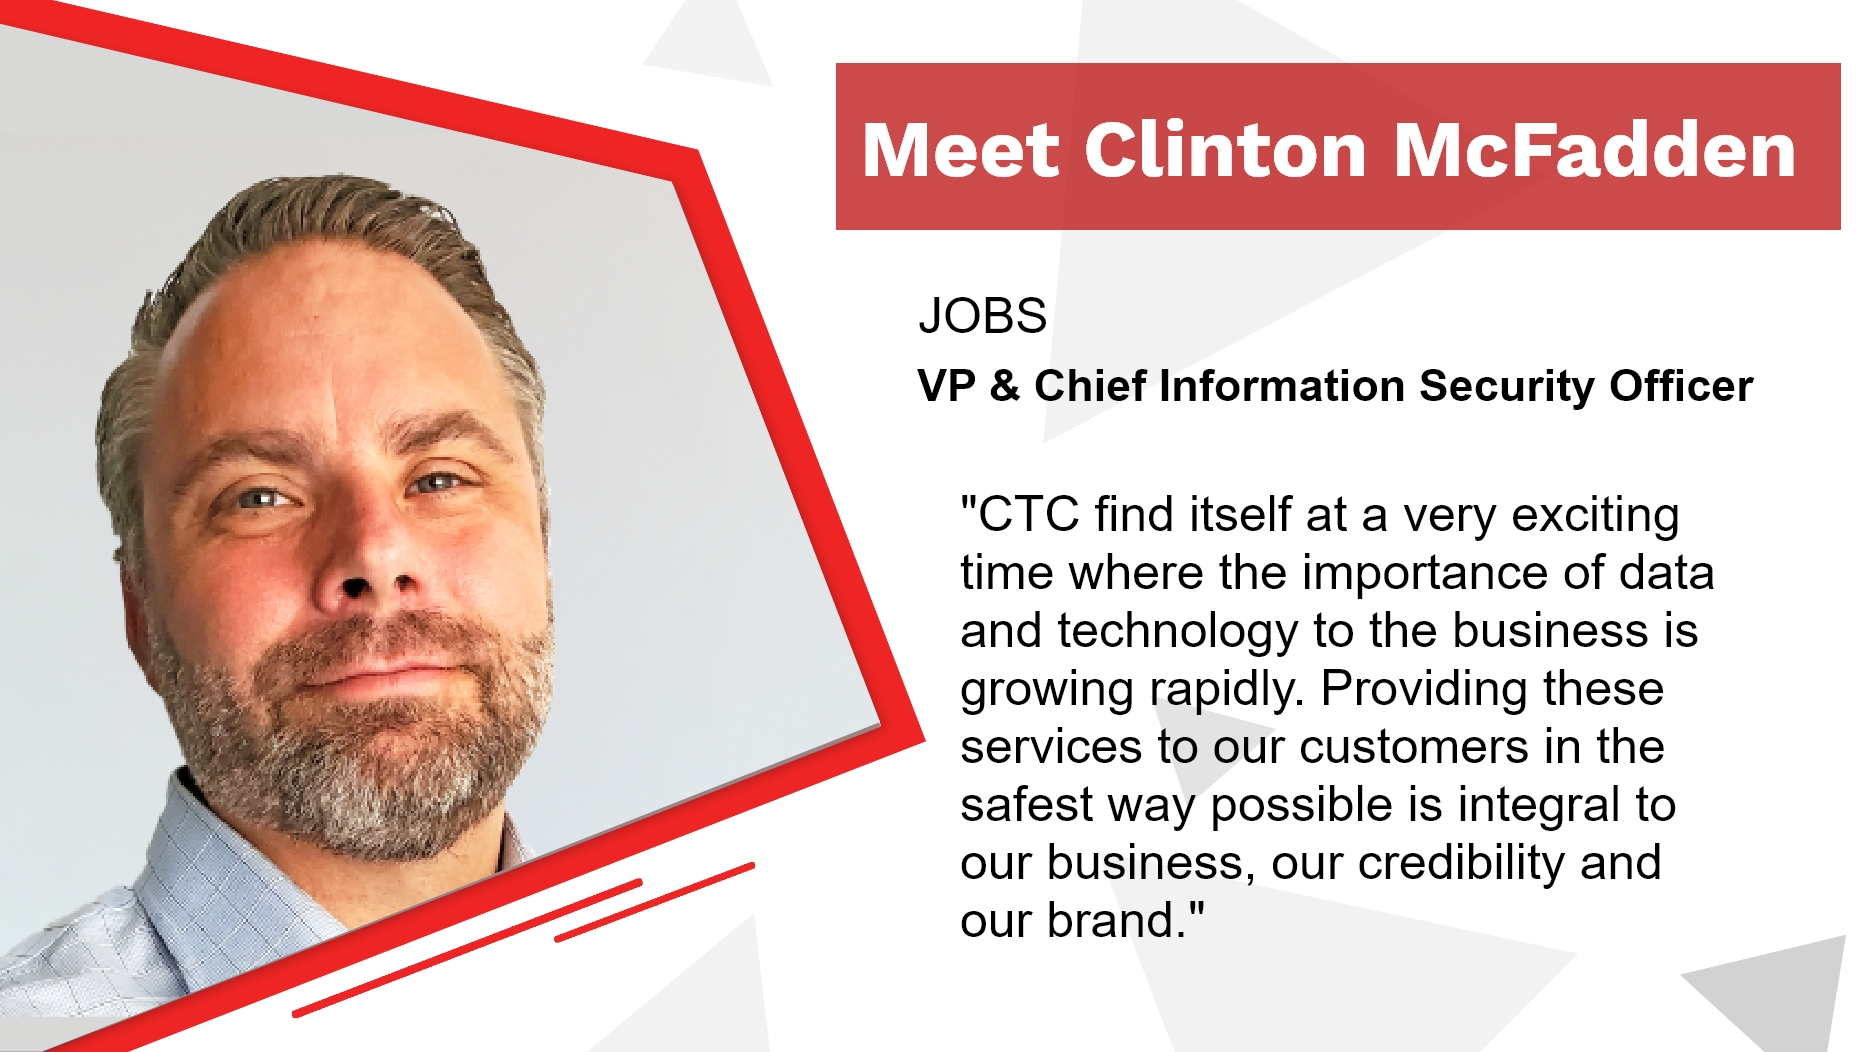 Meet Clinton McFadden
JOBS
VP & Chief Information Security Officer
"CTC find itself at a very exciting
time where the importance of data
and technology to the business is
growing rapidly. Providing these
services to our customers in the
safest way possible is integral to
our business, our credibility and
our brand."